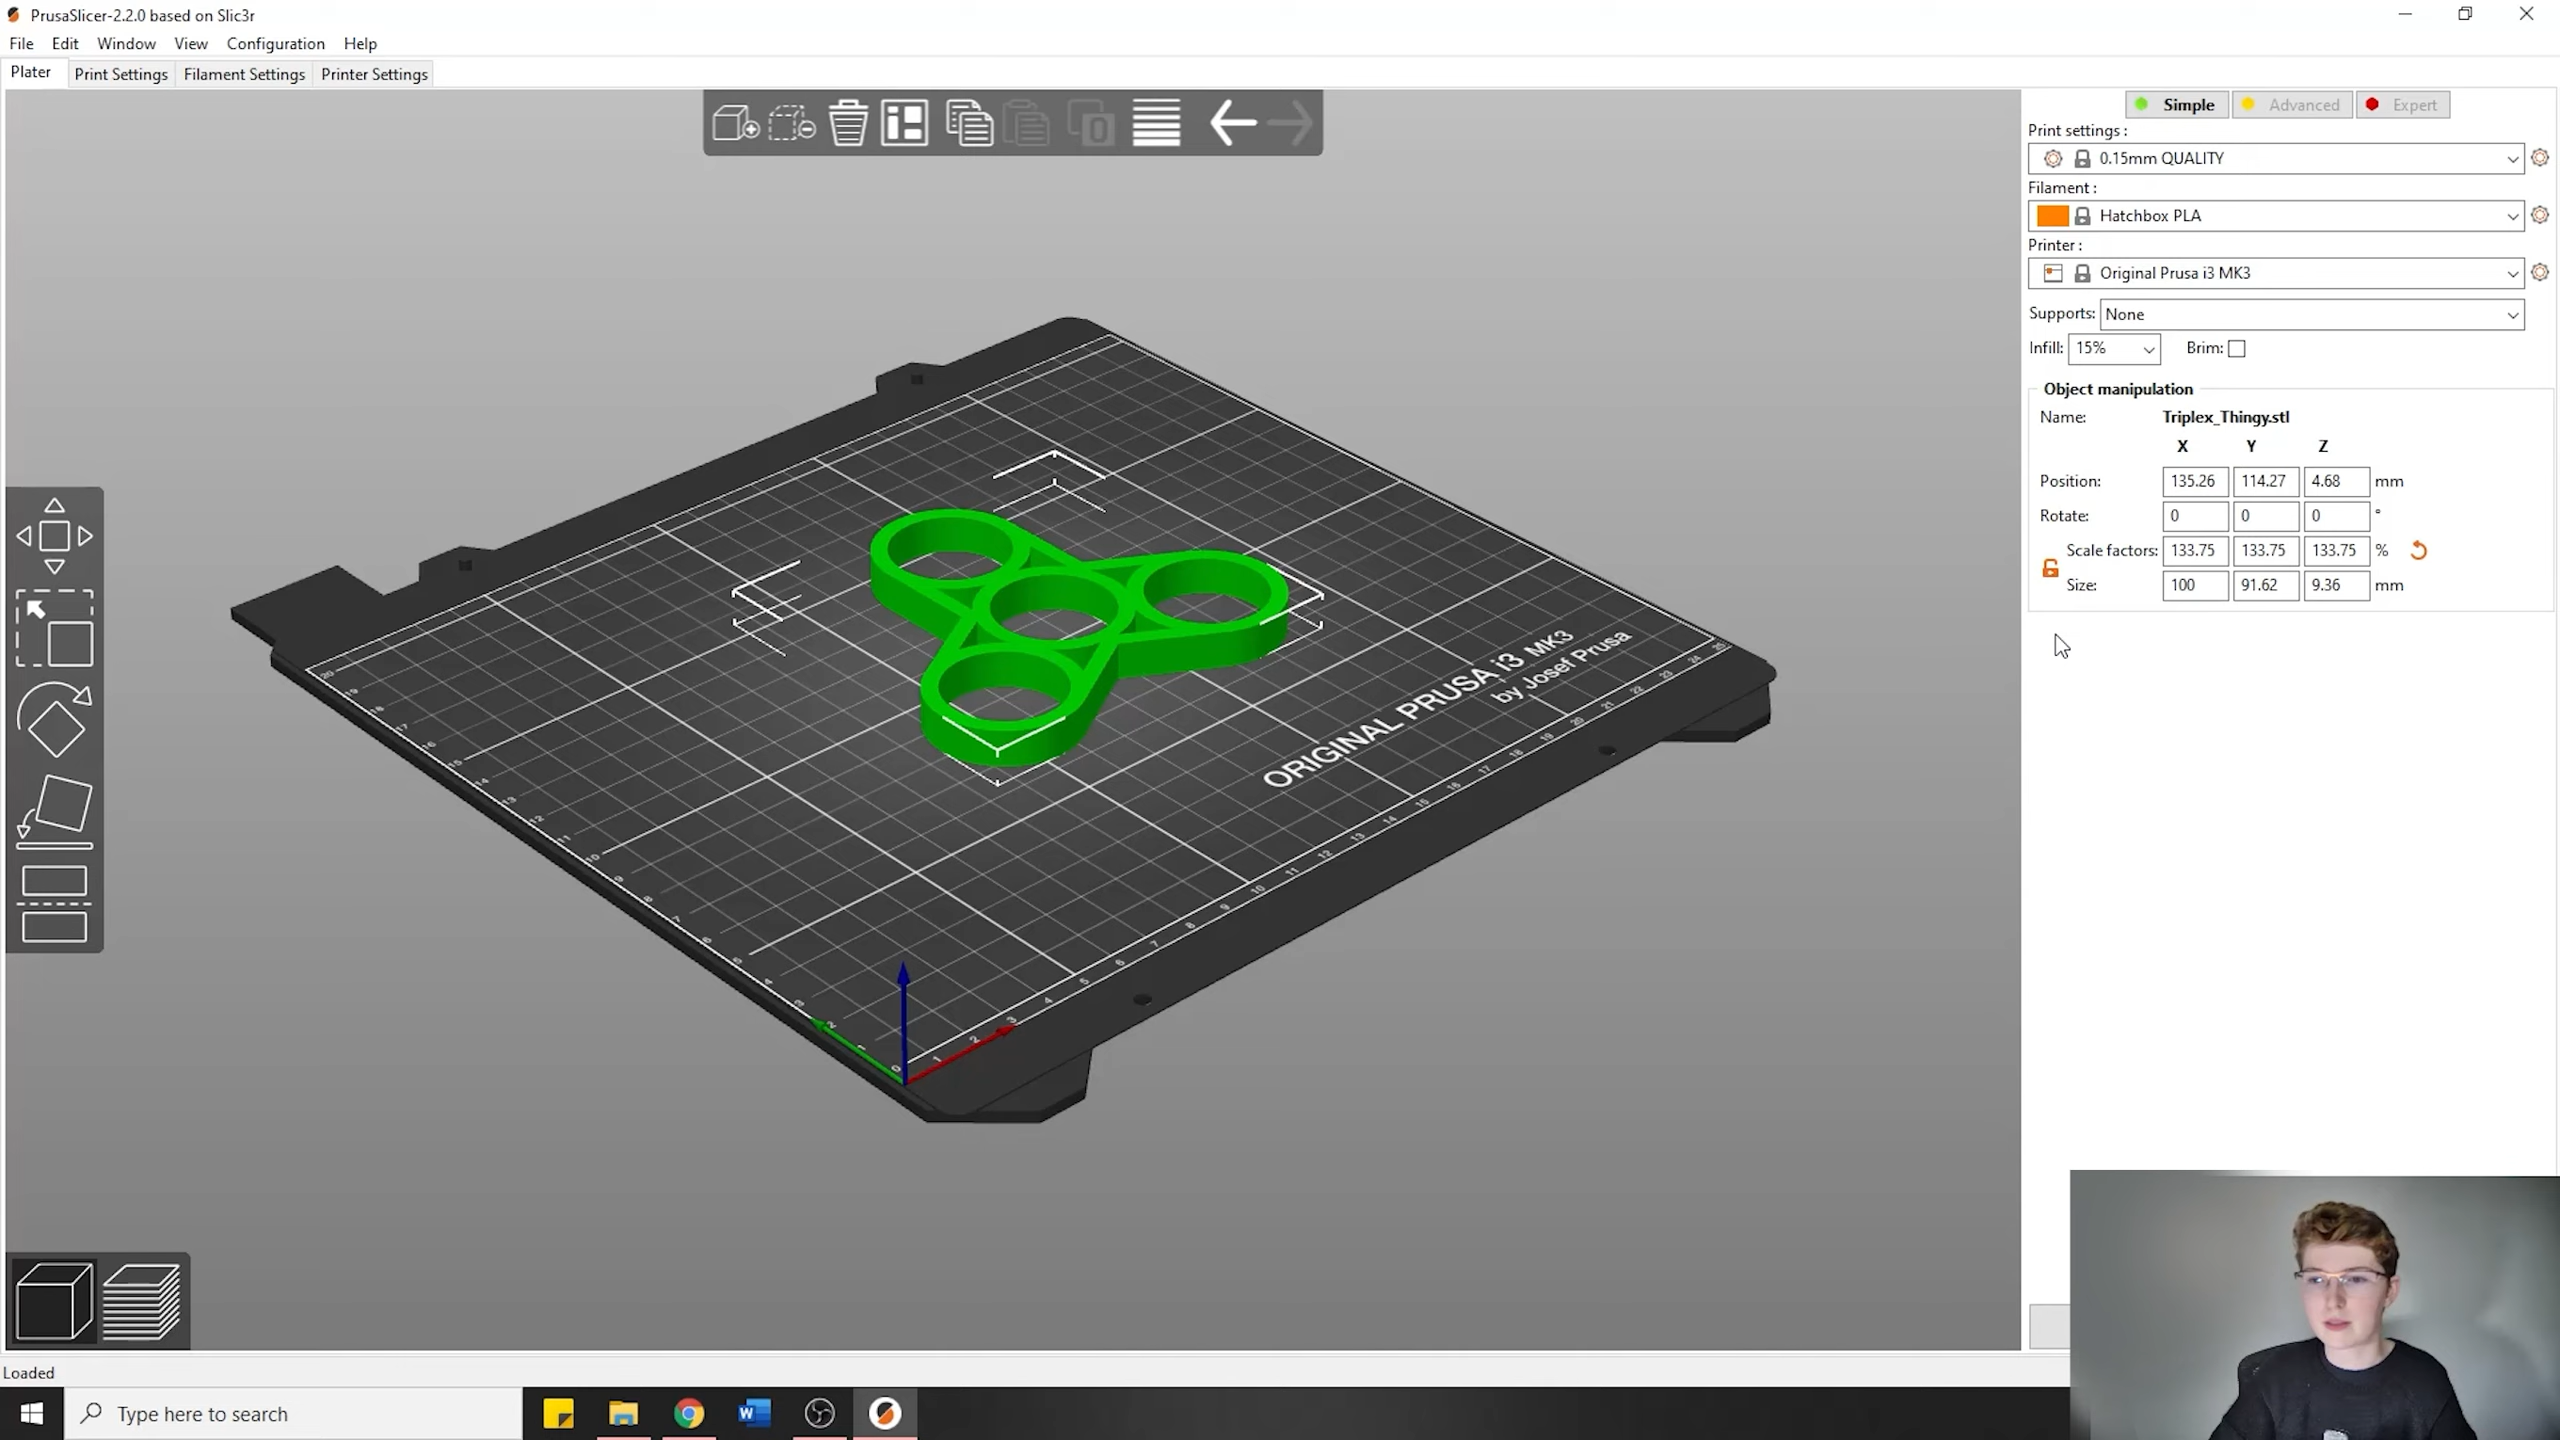 PrusaSlicer-2.2.0 based on Slic3r
File Edit Window View Configuration Help
Plater Print Settings Filament Settings Printer Settings
Simple Advanced Expert
Print settings :
0.15mm QUALITY
Filament :
Hatchbox PLA
Printer :
Original Prusa i3 MK3
Supports: None
Infill: 15% Brim:
Object manipulation
Name: Triplex_Thingy.stl
X Y Z
Position: 135.26 114.27 4.68 mm
Rotate: 0 0 0 °
Scale factors: 133.75 133.75 133.75 %
Size: 100 91.62 9.36 mm
ORIGINAL PRUSA i3 MK3
by Josef Prusa
Loaded
Type here to search